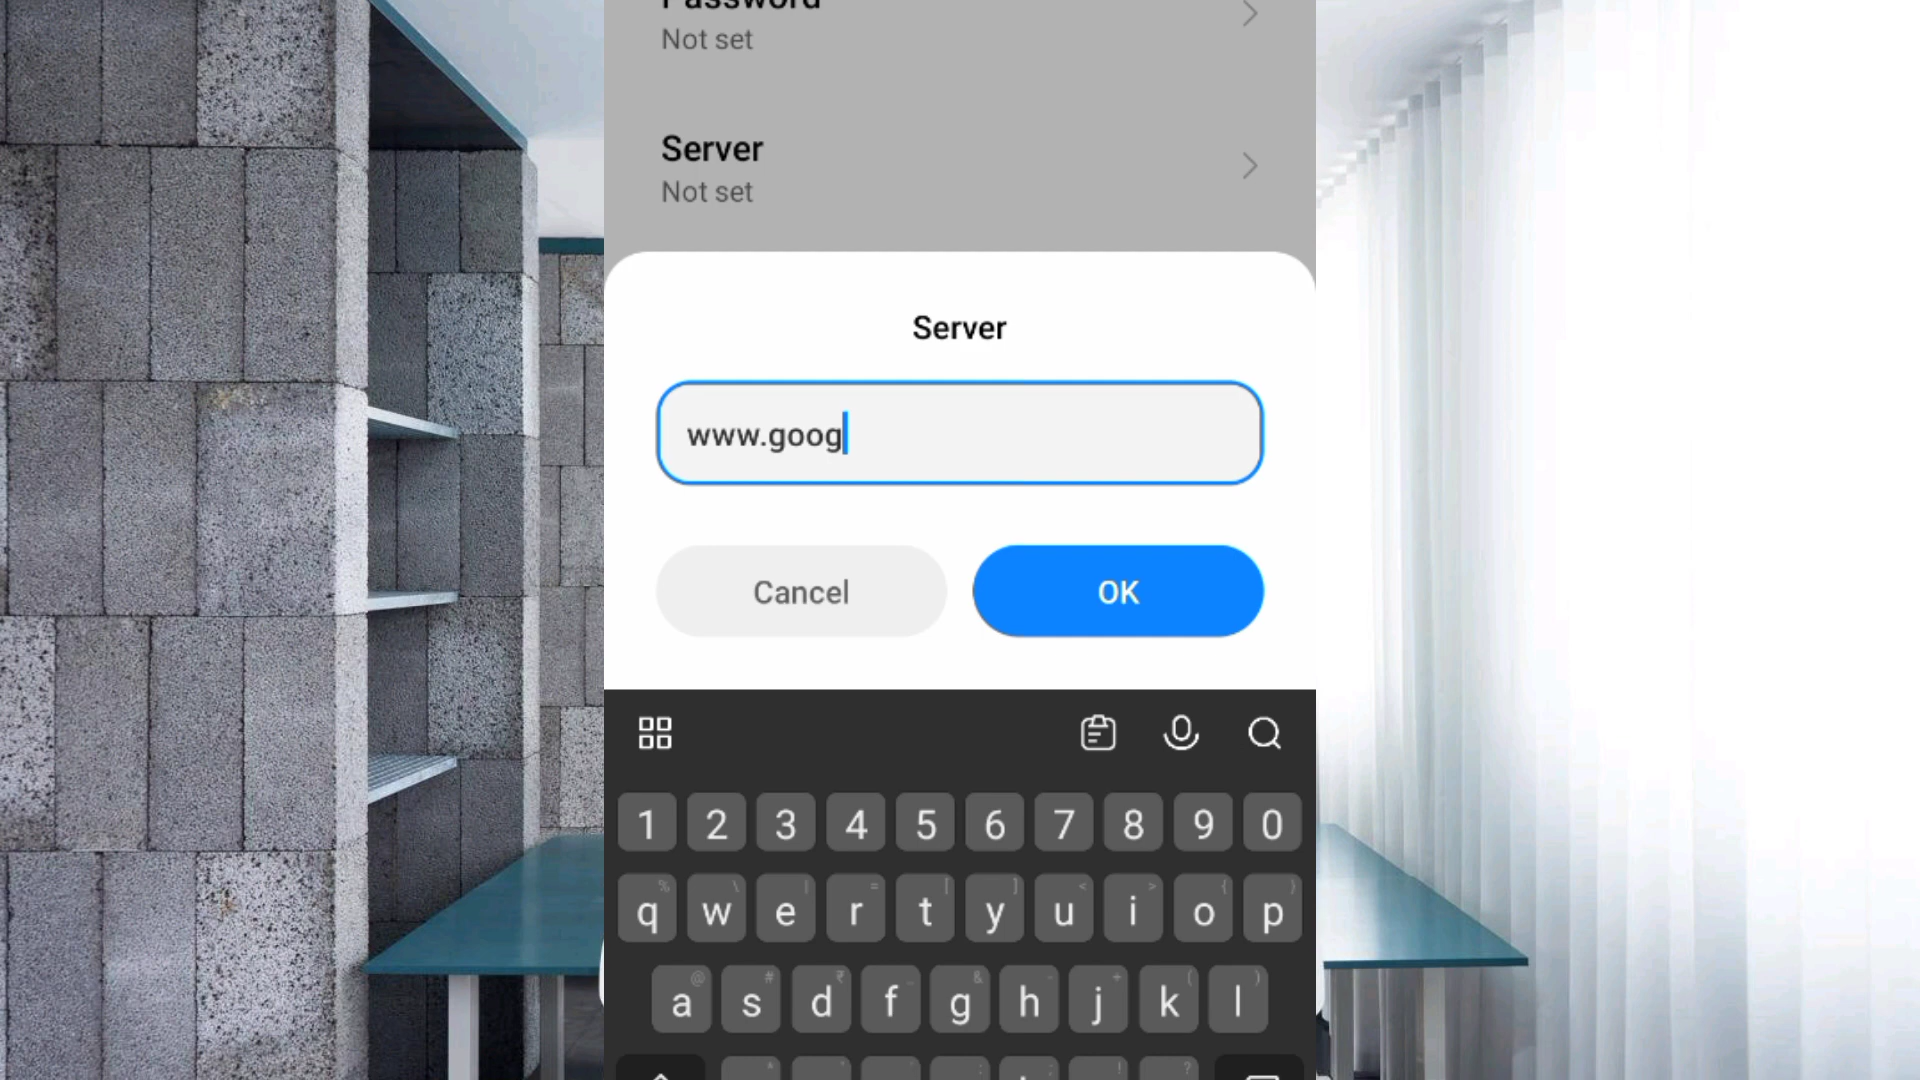 Password
Not set
Server
Not set
Server
www.goog
Cancel
OK
1 2 3 4 5 6 7 8 9 0
% \ | = [ ] < > { }
q w e r t y u i o p
@ # ₹ _ & - + ( )
a s d f g h j k l